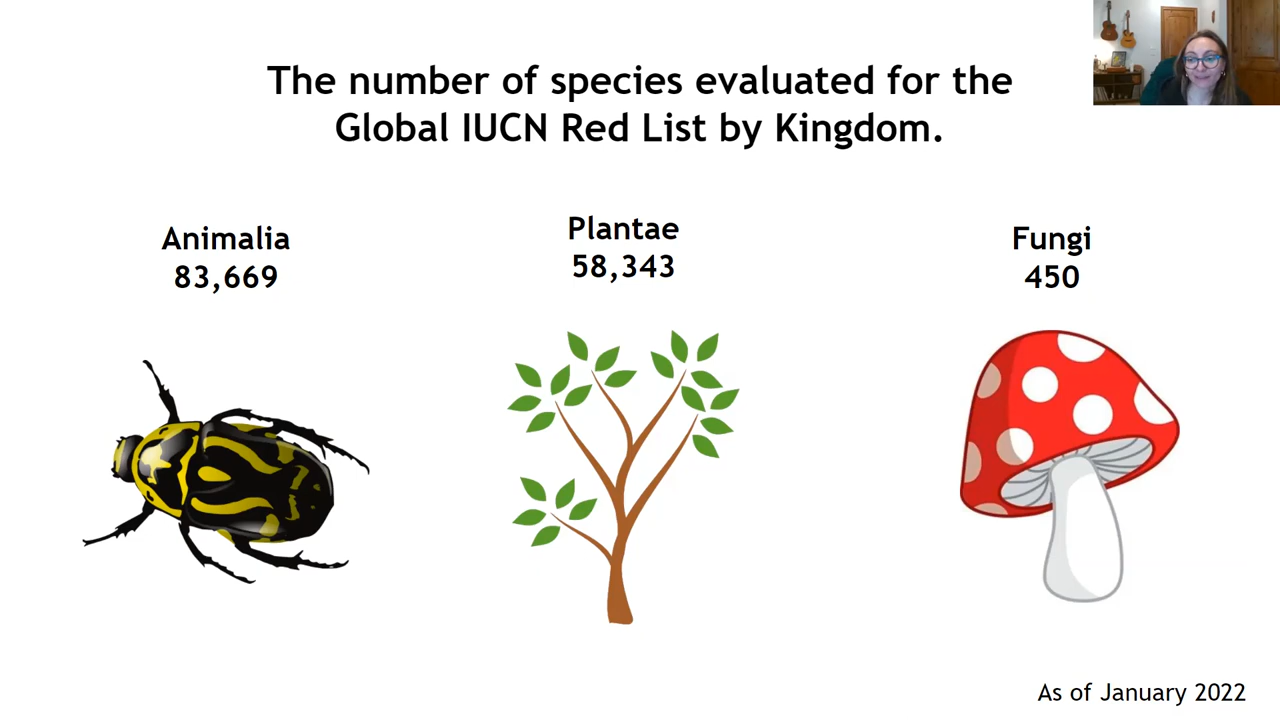 The number of species evaluated for the
Global IUCN Red List by Kingdom.
Animalia
83,669
Plantae
58,343
Fungi
450
As of January 2022